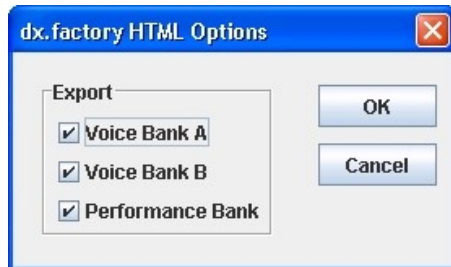 dx.factory HTML Options
Export
Voice Bank A
Voice Bank B
Performance Bank
OK
Cancel